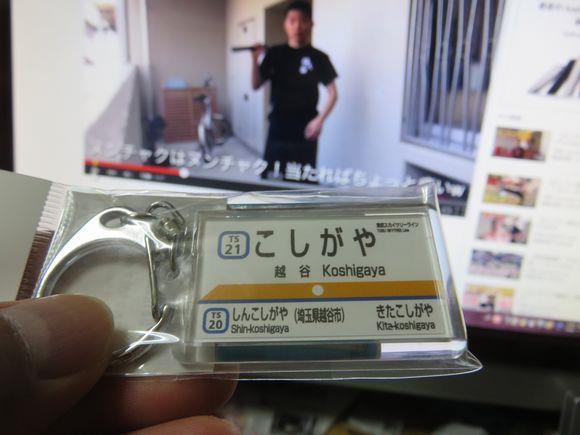 ヌンチャクはヌンチャク！当たればちょっと
TS
21
こしがや
東武スカイツリーライン
TOBU SKYTREE Line
越谷 Koshigaya
TS
20
しんこしがや
Shin-koshigaya
(埼玉県越谷市)
きたこしがや
Kita-koshigaya